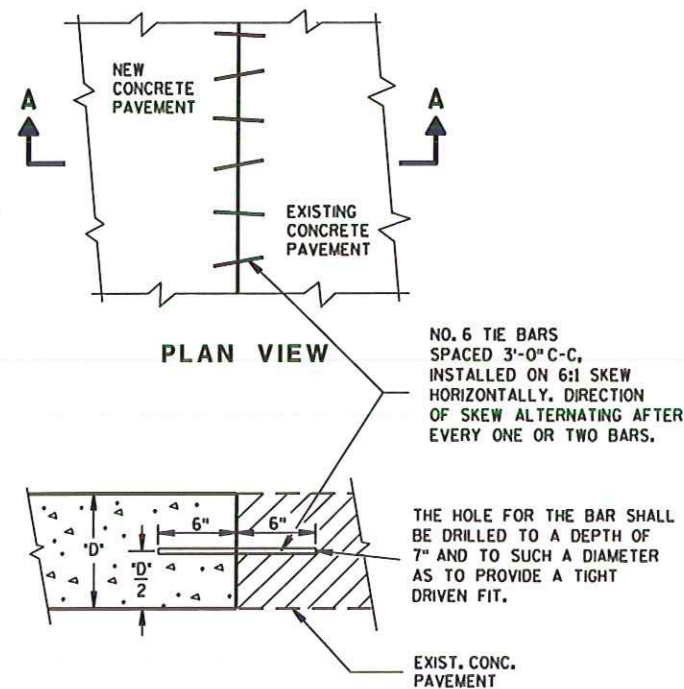 NEW
CONCRETE
PAVEMENT
A
A
EXISTING
CONCRETE
PAVEMENT
PLAN VIEW
NO. 6 TIE BARS
SPACED 3'-0" C-C,
INSTALLED ON 6:1 SKEW
HORIZONTALLY. DIRECTION
OF SKEW ALTERNATING AFTER
EVERY ONE OR TWO BARS.
6"
6"
"D"
"D"
2
THE HOLE FOR THE BAR SHALL
BE DRILLED TO A DEPTH OF
7" AND TO SUCH A DIAMETER
AS TO PROVIDE A TIGHT
DRIVEN FIT.
EXIST. CONC.
PAVEMENT